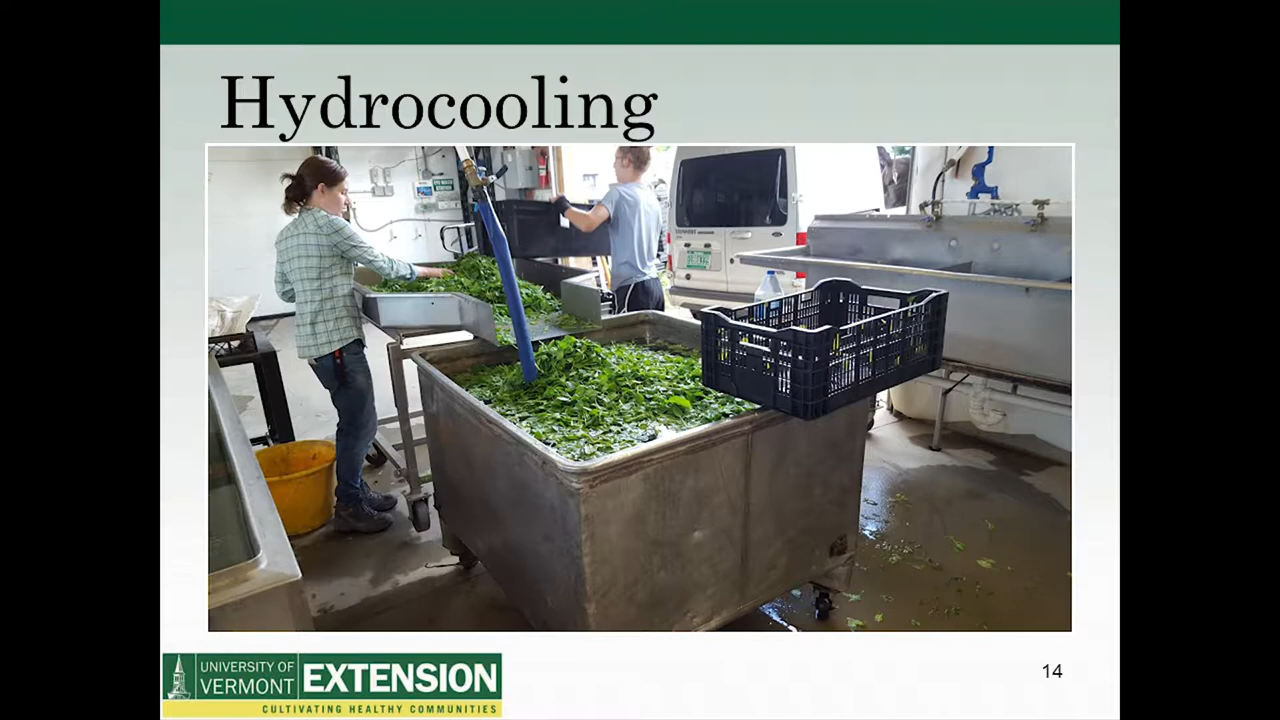 Hydrocooling
UNIVERSITY OF
VERMONT
EXTENSION
CULTIVATING HEALTHY COMMUNITIES
14